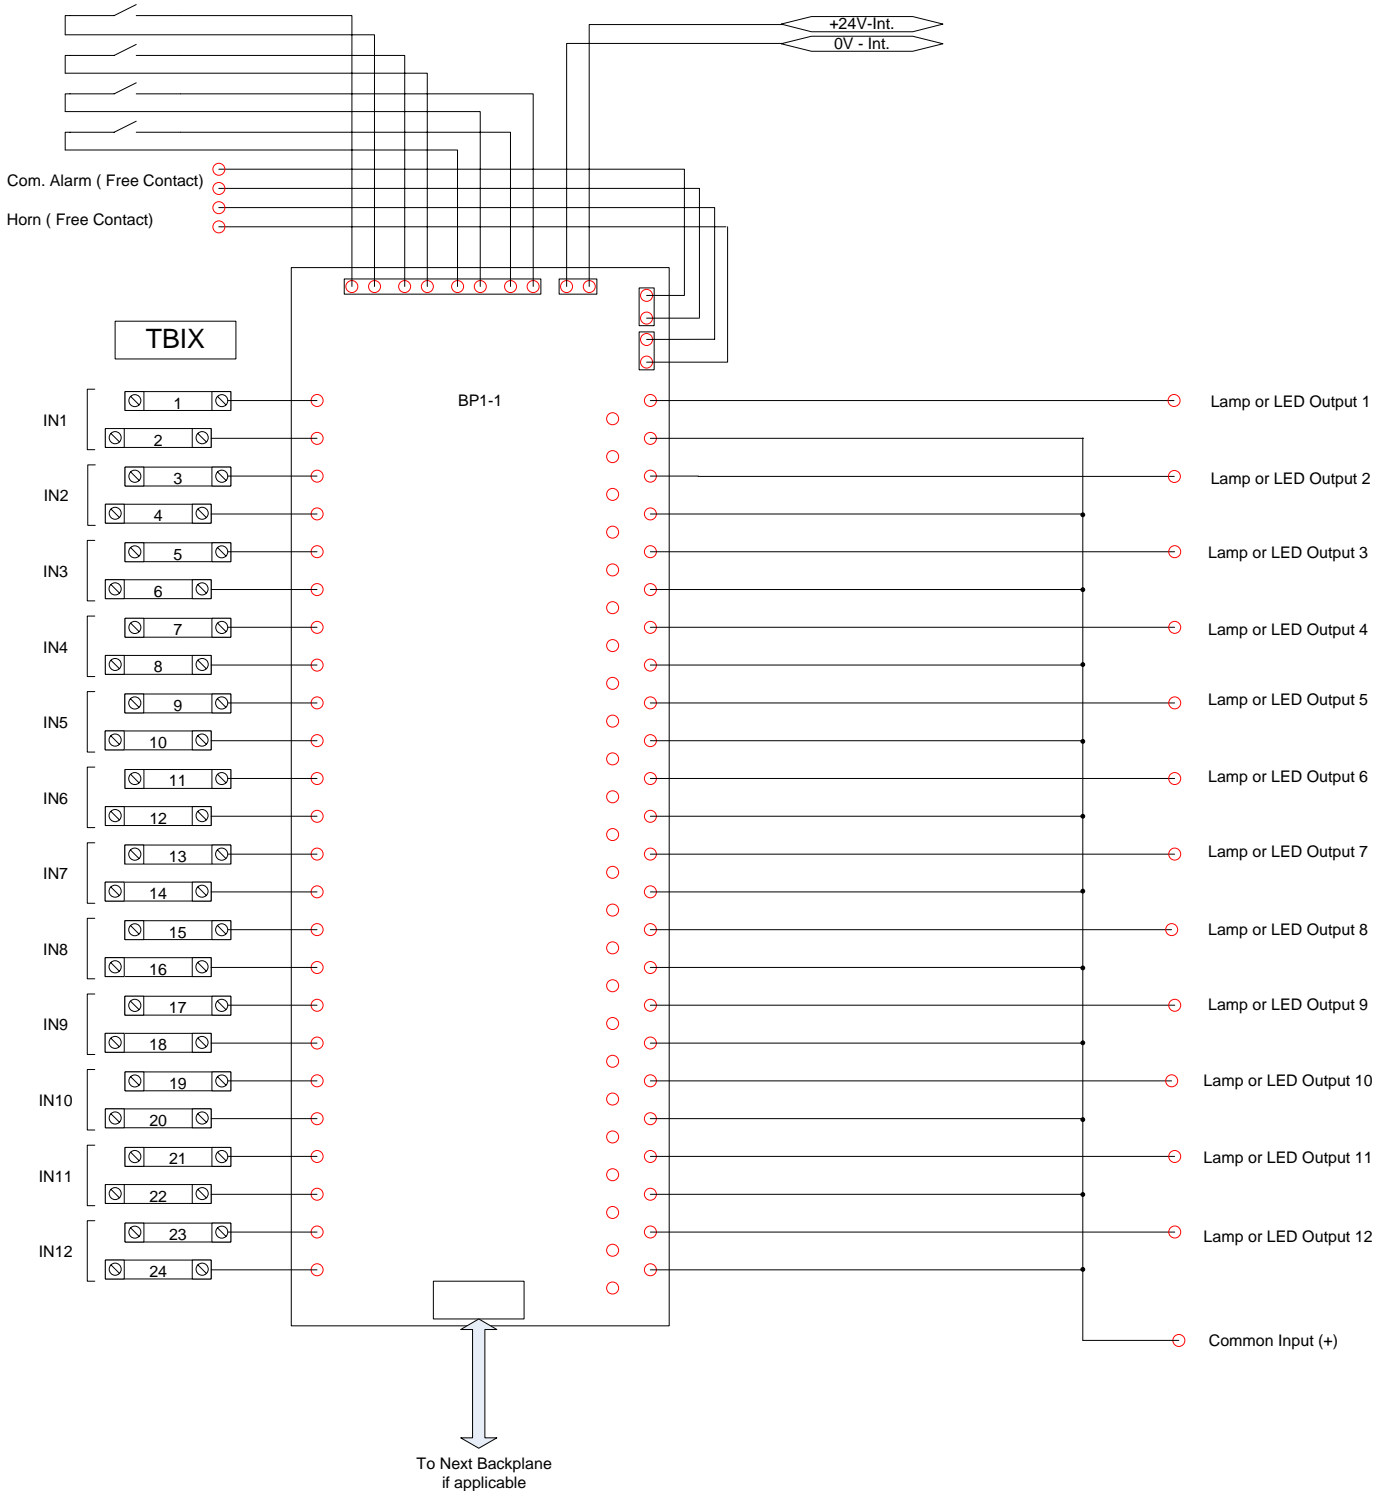 +24V-Int.
0V - Int.
Com. Alarm ( Free Contact)
Horn ( Free Contact)
TBIX
BP1-1
IN1
1
2
Lamp or LED Output 1
IN2
3
4
Lamp or LED Output 2
IN3
5
6
Lamp or LED Output 3
IN4
7
8
Lamp or LED Output 4
IN5
9
10
Lamp or LED Output 5
IN6
11
12
Lamp or LED Output 6
IN7
13
14
Lamp or LED Output 7
IN8
15
16
Lamp or LED Output 8
IN9
17
18
Lamp or LED Output 9
IN10
19
20
Lamp or LED Output 10
IN11
21
22
Lamp or LED Output 11
IN12
23
24
Lamp or LED Output 12
Common Input (+)
To Next Backplane
if applicable